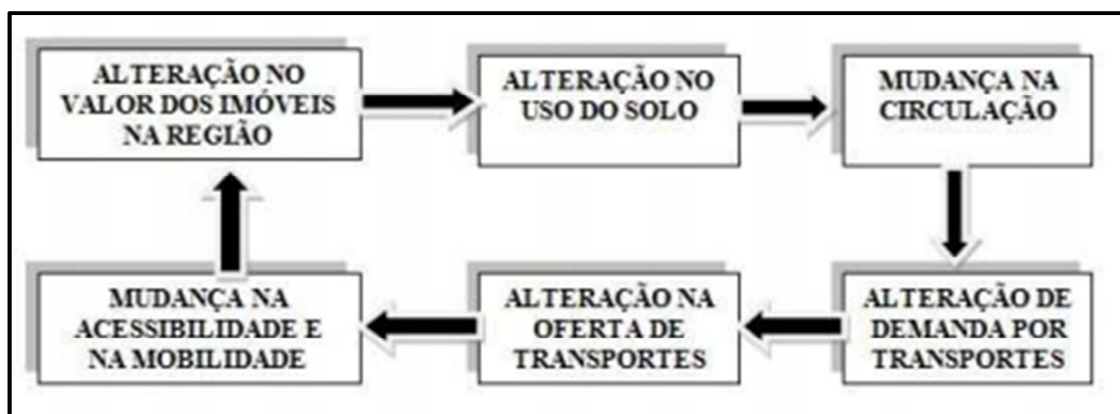 ALTERAÇÃO NO
VALOR DOS IMÓVEIS
NA REGIÃO
ALTERAÇÃO NO
USO DO SOLO
MUDANÇA NA
CIRCULAÇÃO
MUDANÇA NA
ACESSIBILIDADE E
NA MOBILIDADE
ALTERAÇÃO NA
OFERTA DE
TRANSPORTES
ALTERAÇÃO DE
DEMANDA POR
TRANSPORTES